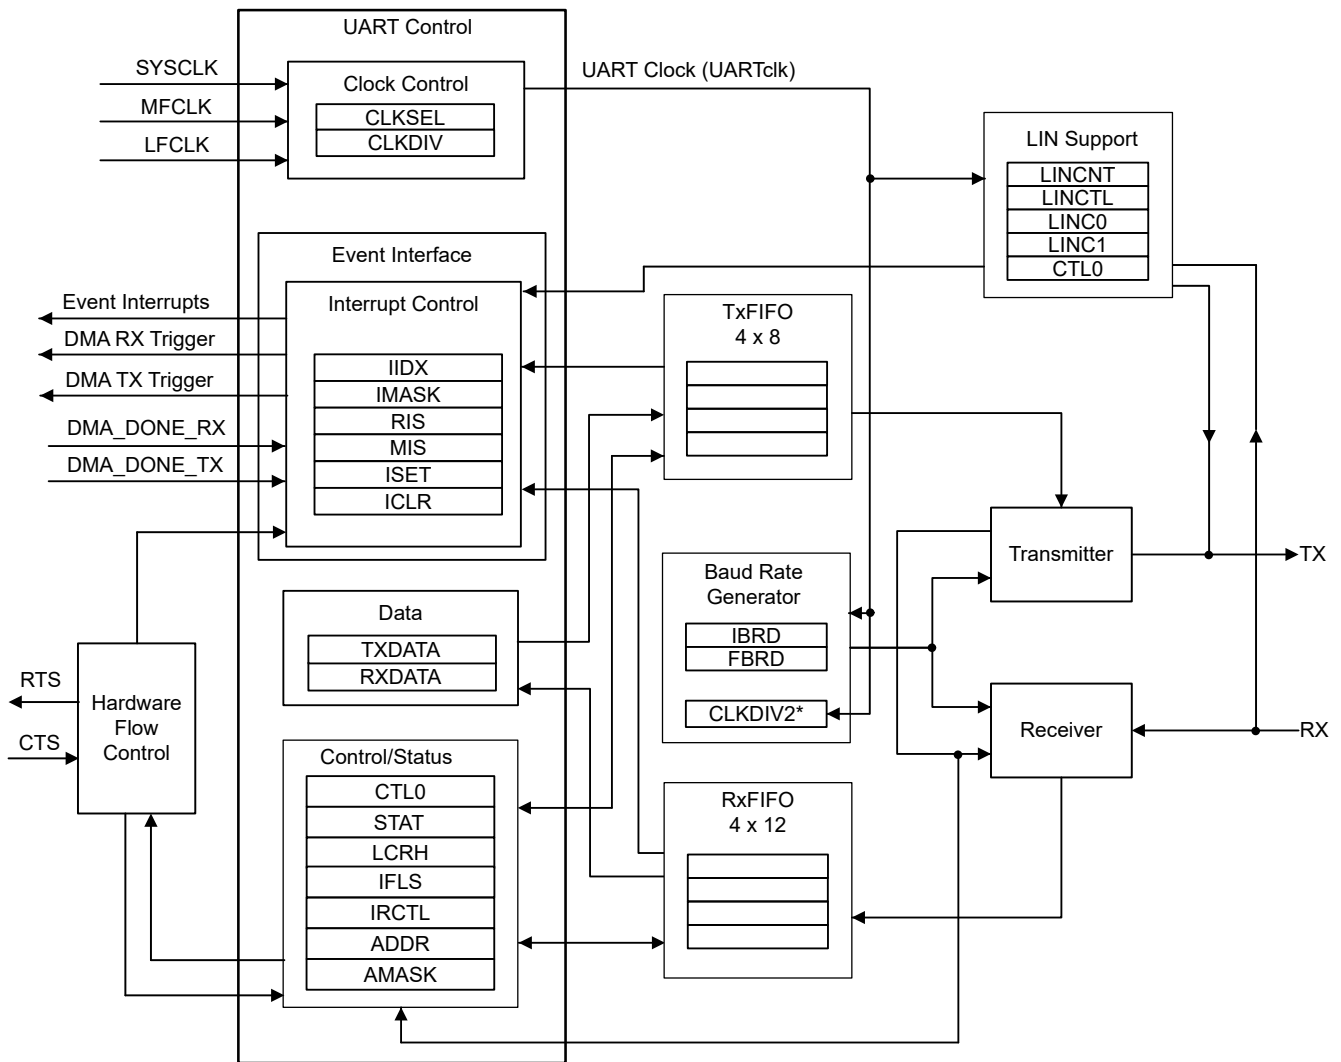 UART Control
SYSCLK
MFCLK
LFCLK
Clock Control
CLKSEL
CLKDIV
UART Clock (UARTclk)
LIN Support
LINCNT
LINCTL
LINC0
LINC1
CTL0
Event Interface
Interrupt Control
IIDX
IMASK
RIS
MIS
ISET
ICLR
Event Interrupts
DMA RX Trigger
DMA TX Trigger
DMA_DONE_RX
DMA_DONE_TX
TxFIFO
4 x 8
Transmitter
TX
Baud Rate
Generator
IBRD
FBRD
CLKDIV2*
Data
TXDATA
RXDATA
RTS
CTS
Hardware
Flow
Control
Receiver
RX
Control/Status
CTL0
STAT
LCRH
IFLS
IRCTL
ADDR
AMASK
RxFIFO
4 x 12